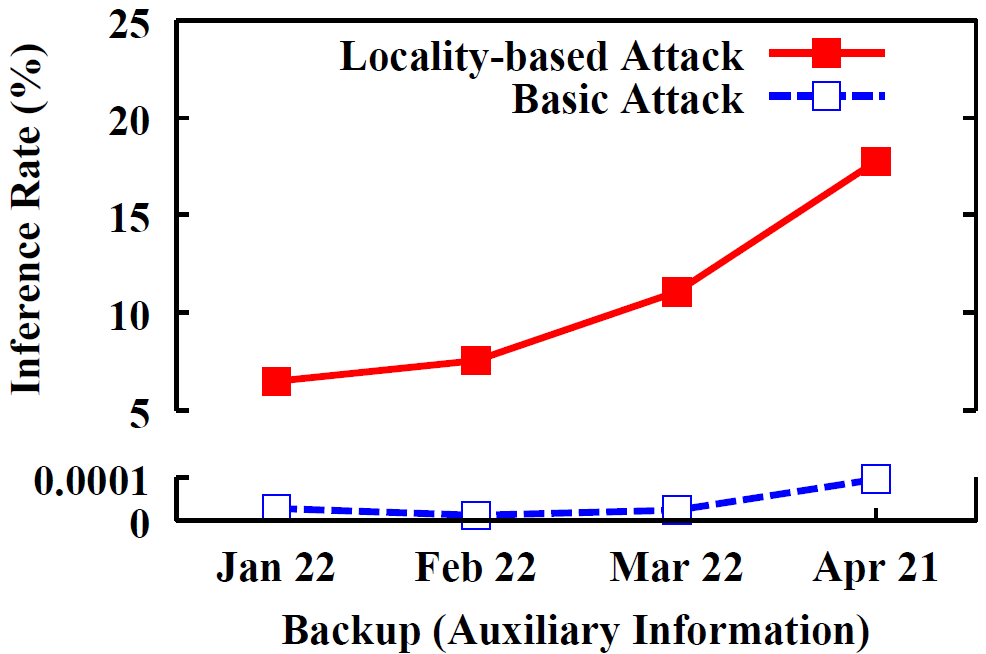 Inference Rate (%)
25
20
15
10
5
0.0001
0
Locality-based Attack
Basic Attack
Jan 22
Feb 22
Mar 22
Apr 21
Backup (Auxiliary Information)